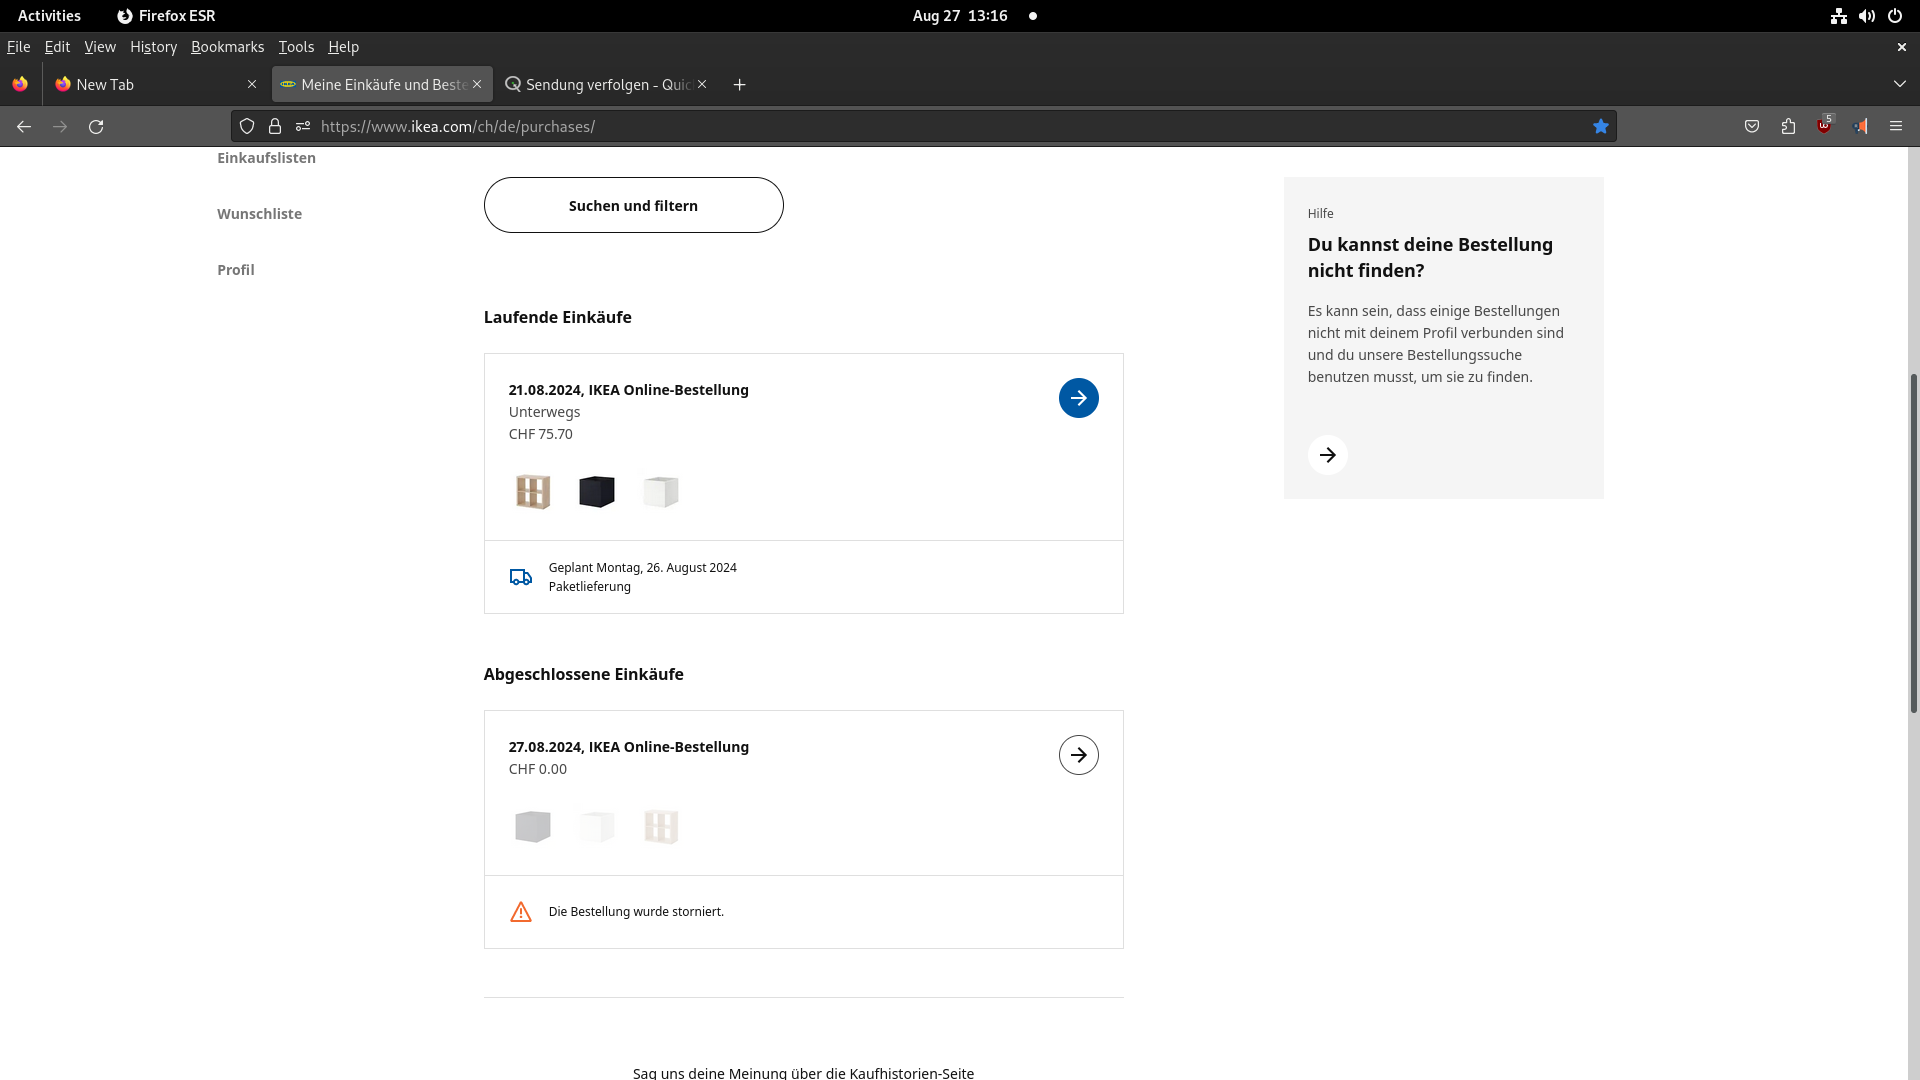 Activities
Firefox ESR
Aug 27 13:16
File Edit View History Bookmarks Tools Help
New Tab
Meine Einkäufe und Beste
Sendung verfolgen - Quic
https://www.ikea.com/ch/de/purchases/
5
Einkaufslisten
Wunschliste
Profil
Suchen und filtern
Laufende Einkäufe
21.08.2024, IKEA Online-Bestellung
Unterwegs
CHF 75.70
Geplant Montag, 26. August 2024
Paketlieferung
Abgeschlossene Einkäufe
27.08.2024, IKEA Online-Bestellung
CHF 0.00
Die Bestellung wurde storniert.
Sag uns deine Meinung über die Kaufhistorien-Seite
Hilfe
Du kannst deine Bestellung
nicht finden?
Es kann sein, dass einige Bestellungen
nicht mit deinem Profil verbunden sind
und du unsere Bestellungssuche
benutzen musst, um sie zu finden.